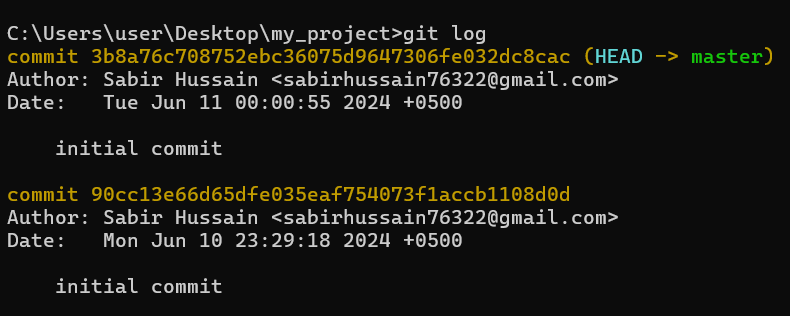 C:\Users\user\Desktop\my_project>git log
commit 3b8a76c708752ebc36075d9647306fe032dc8cac (HEAD -> master)
Author: Sabir Hussain <sabirhussain76322@gmail.com>
Date:   Tue Jun 11 00:00:55 2024 +0500
    initial commit
commit 90cc13e66d65dfe035eaf754073f1accb1108d0d
Author: Sabir Hussain <sabirhussain76322@gmail.com>
Date:   Mon Jun 10 23:29:18 2024 +0500
    initial commit